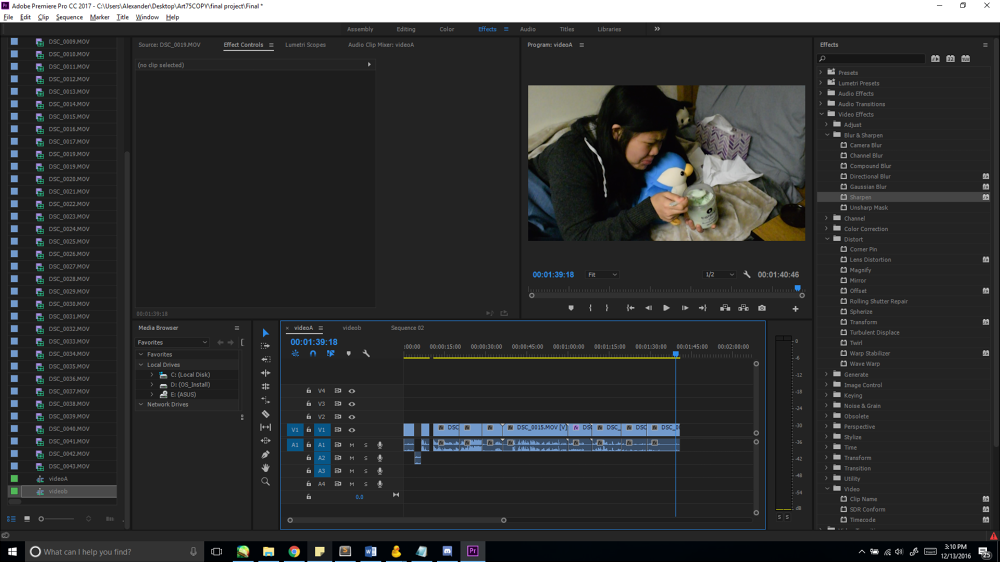 Adobe Premiere Pro CC 2017 - C:\Users\Alexander\Desktop\Art75COPY\final project\Final *
File Edit Clip Sequence Marker Title Window Help
Assembly Editing Color Effects Audio Titles Libraries
DSC_0009.MOV
DSC_0010.MOV
DSC_0011.MOV
DSC_0012.MOV
DSC_0013.MOV
DSC_0014.MOV
DSC_0015.MOV
DSC_0016.MOV
DSC_0017.MOV
DSC_0019.MOV
DSC_0019.MOV
DSC_0020.MOV
DSC_0021.MOV
DSC_0022.MOV
DSC_0023.MOV
DSC_0024.MOV
DSC_0025.MOV
DSC_0026.MOV
DSC_0027.MOV
DSC_0028.MOV
DSC_0029.MOV
DSC_0030.MOV
DSC_0031.MOV
DSC_0032.MOV
DSC_0033.MOV
DSC_0034.MOV
DSC_0035.MOV
DSC_0036.MOV
DSC_0037.MOV
DSC_0038.MOV
DSC_0039.MOV
DSC_0040.MOV
DSC_0041.MOV
DSC_0042.MOV
DSC_0043.MOV
videoA
videob
Source: DSC_0019.MOV Effect Controls Lumetri Scopes Audio Clip Mixer: videoA
(no clip selected)
00:01:39:18
Program: videoA
00:01:39:18 Fit 1/2 00:01:40:46
Media Browser
Favorites
Favorites
Local Drives
C: (Local Disk)
D: (OS_Install)
E: (ASUS)
Network Drives
videoA videob Sequence 02
00:01:39:18
:00:00 00:00:15:00 00:00:30:00 00:00:45:00 00:01:00:00 00:01:15:00 00:01:30:00 00:01:45:00 00:02:00:00
V4
V3
V2
V1 V1 DSC DSC_0015.MOV [V] DSC_
A1 A1 M S
A2 M S
A3 M S
A4 M S
0.0
0
-6
-12
-18
-24
-30
-36
-42
-48
-54
dB
S S
Effects
Presets
Lumetri Presets
Audio Effects
Audio Transitions
Video Effects
Adjust
Blur & Sharpen
Camera Blur
Channel Blur
Compound Blur
Directional Blur
Gaussian Blur
Sharpen
Unsharp Mask
Channel
Color Correction
Distort
Corner Pin
Lens Distortion
Magnify
Mirror
Offset
Rolling Shutter Repair
Spherize
Transform
Turbulent Displace
Twirl
Warp Stabilizer
Wave Warp
Generate
Image Control
Keying
Noise & Grain
Obsolete
Perspective
Stylize
Time
Transform
Transition
Utility
Video
Clip Name
SDR Conform
Timecode
What can I help you find?
3:10 PM
12/13/2016
25